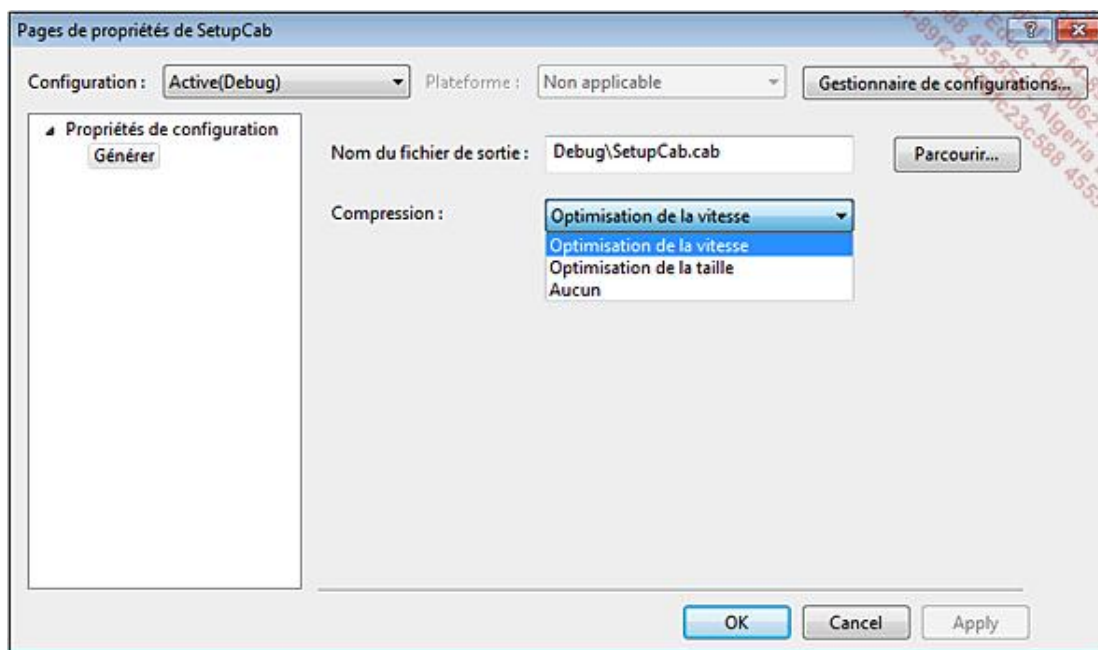 Pages de propriétés de SetupCab
Configuration : Active(Debug) Plateforme : Non applicable Gestionnaire de configurations...
Propriétés de configuration
Générer
Nom du fichier de sortie : Debug\SetupCab.cab Parcourir...
Compression : Optimisation de la vitesse
Optimisation de la vitesse
Optimisation de la taille
Aucun
OK Cancel Apply